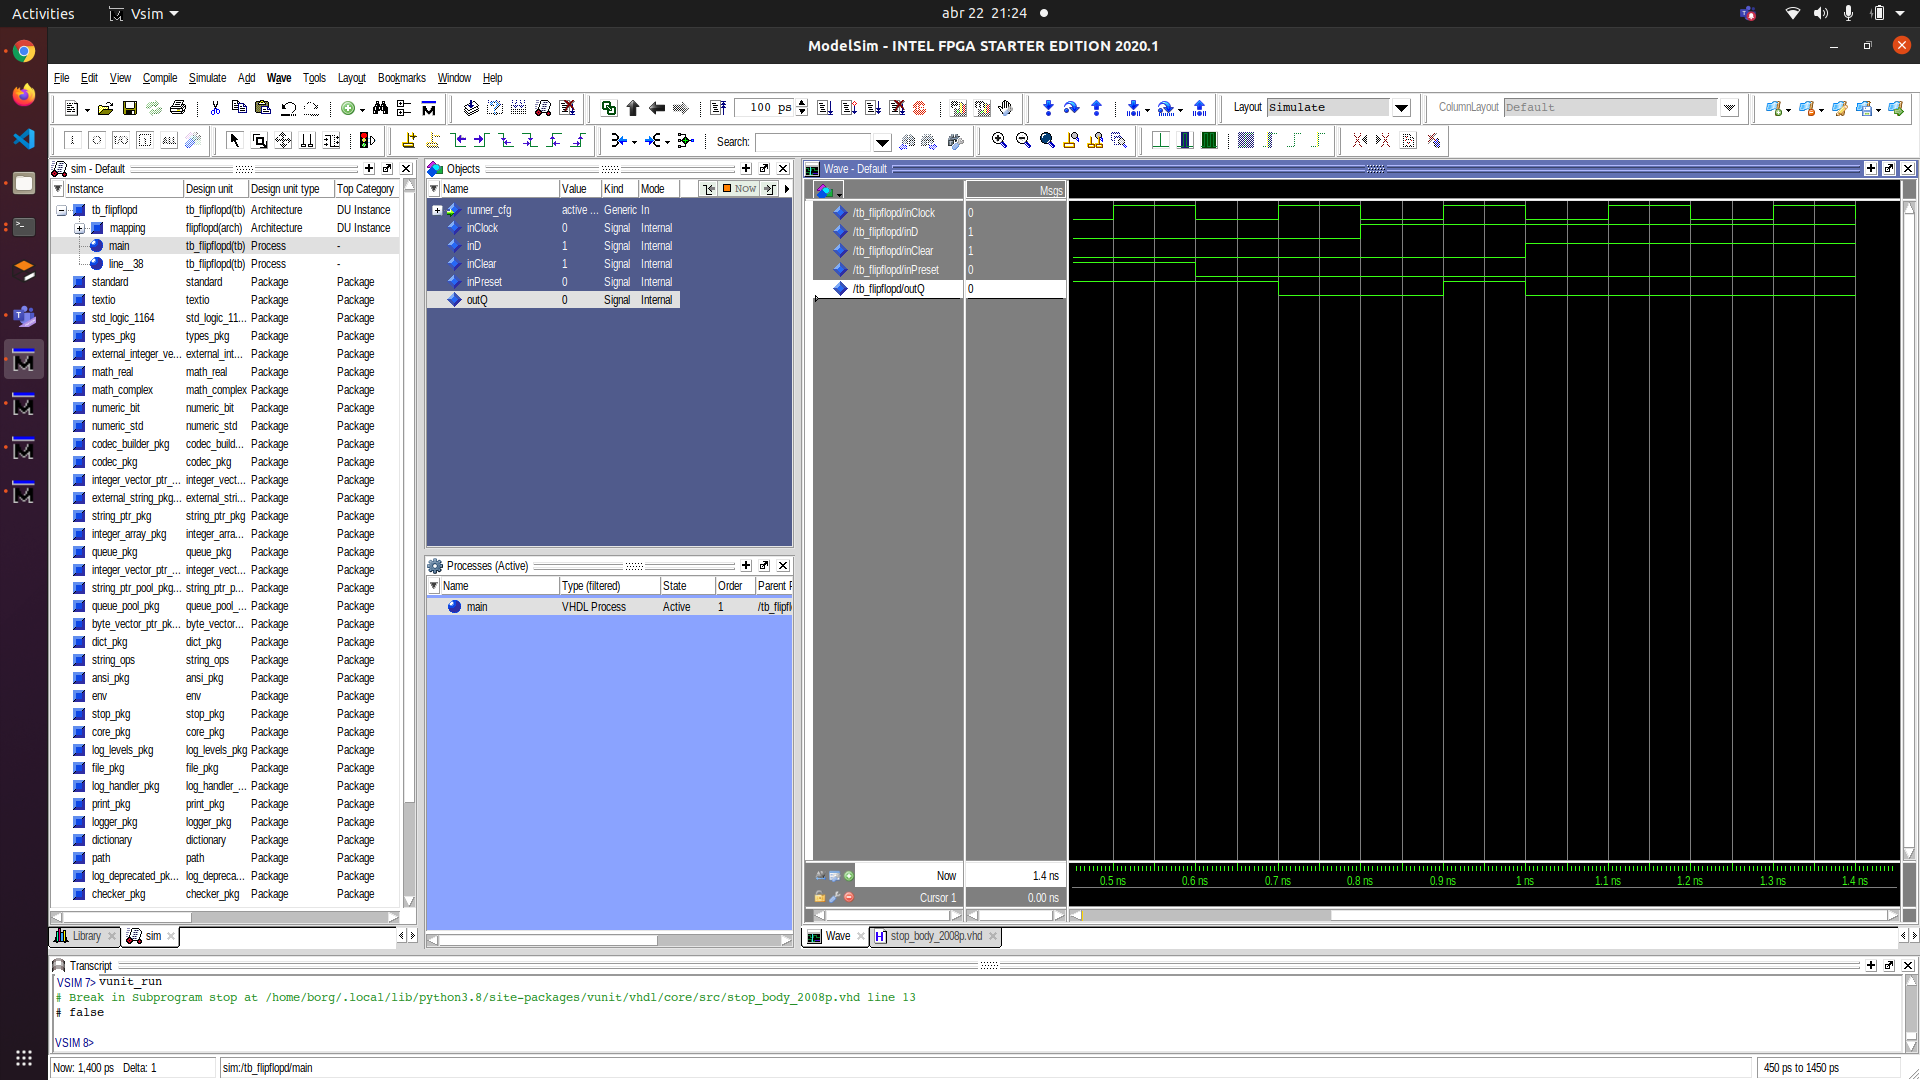 Activities
Vsim
abr 22 21:24
ModelSim - INTEL FPGA STARTER EDITION 2020.1
File Edit View Compile Simulate Add Wave Tools Layout Bookmarks Window Help
100 ps
Layout Simulate
ColumnLayout Default
Search:
sim - Default
Instance Design unit Design unit type Top Category
tb_flipflopd tb_flipflopd(tb) Architecture DU Instance
mapping flipflopd(arch) Architecture DU Instance
main tb_flipflopd(tb) Process -
line__38 tb_flipflopd(tb) Process -
standard standard Package Package
textio textio Package Package
std_logic_1164 std_logic_11... Package Package
types_pkg types_pkg Package Package
external_integer_ve... external_int... Package Package
math_real math_real Package Package
math_complex math_complex Package Package
numeric_bit numeric_bit Package Package
numeric_std numeric_std Package Package
codec_builder_pkg codec_build... Package Package
codec_pkg codec_pkg Package Package
integer_vector_ptr_... integer_vect... Package Package
external_string_pkg... external_stri... Package Package
string_ptr_pkg string_ptr_pkg Package Package
integer_array_pkg integer_arra... Package Package
queue_pkg queue_pkg Package Package
integer_vector_ptr_... integer_vect... Package Package
string_ptr_pool_pkg... string_ptr_p... Package Package
queue_pool_pkg queue_pool_... Package Package
byte_vector_ptr_pk... byte_vector... Package Package
dict_pkg dict_pkg Package Package
string_ops string_ops Package Package
ansi_pkg ansi_pkg Package Package
env env Package Package
stop_pkg stop_pkg Package Package
core_pkg core_pkg Package Package
log_levels_pkg log_levels_pkg Package Package
file_pkg file_pkg Package Package
log_handler_pkg log_handler_... Package Package
print_pkg print_pkg Package Package
logger_pkg logger_pkg Package Package
dictionary dictionary Package Package
path path Package Package
log_deprecated_pk... log_depreca... Package Package
checker_pkg checker_pkg Package Package
Library sim
Objects
Name Value Kind Mode Now
runner_cfg active ... Generic In
inClock 0 Signal Internal
inD 1 Signal Internal
inClear 1 Signal Internal
inPreset 0 Signal Internal
outQ 0 Signal Internal
Processes (Active)
Name Type (filtered) State Order Parent P
main VHDL Process Active 1 /tb_flipfl
Wave - Default
Msgs
/tb_flipflopd/inClock 0
/tb_flipflopd/inD 1
/tb_flipflopd/inClear 1
/tb_flipflopd/inPreset 0
/tb_flipflopd/outQ 0
Now 1.4 ns
Cursor 1 0.00 ns
0.5 ns 0.6 ns 0.7 ns 0.8 ns 0.9 ns 1 ns 1.1 ns 1.2 ns 1.3 ns 1.4 ns
Wave stop_body_2008p.vhd
Transcript
VSIM 7> vunit_run
# Break in Subprogram stop at /home/borg/.local/lib/python3.8/site-packages/vunit/vhdl/core/src/stop_body_2008p.vhd line 13
# false
VSIM 8>
Now: 1,400 ps Delta: 1
sim:/tb_flipflopd/main
450 ps to 1450 ps